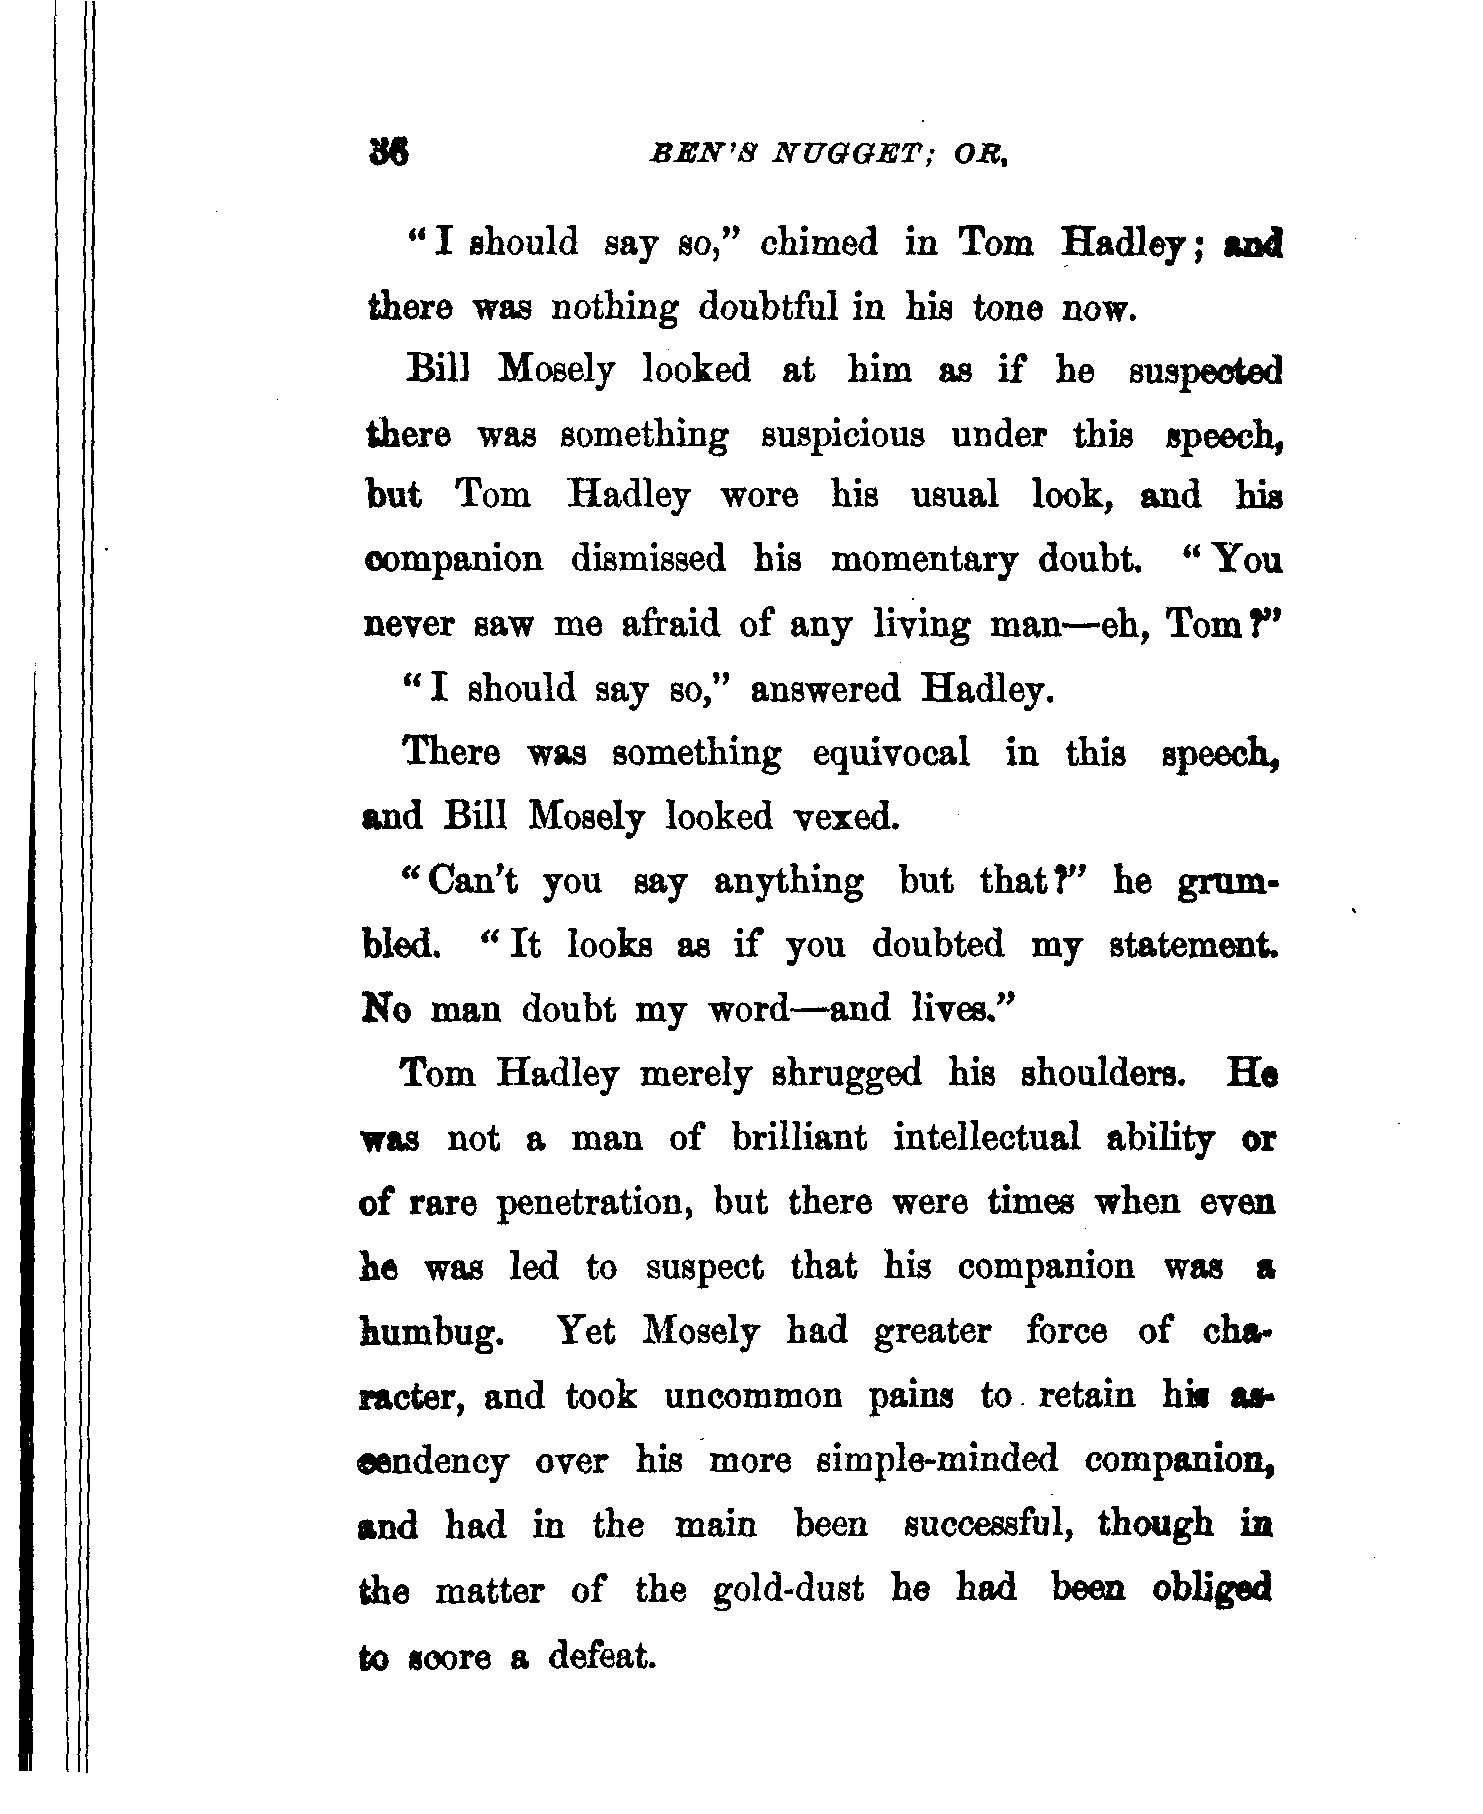 36 BEN'S NUGGET; OR,
"I should say so," chimed in Tom Hadley; and
there was nothing doubtful in his tone now.
Bill Mosely looked at him as if he suspected
there was something suspicious under this speech,
but Tom Hadley wore his usual look, and his
companion dismissed his momentary doubt. "You
never saw me afraid of any living man—eh, Tom?"
"I should say so," answered Hadley.
There was something equivocal in this speech,
and Bill Mosely looked vexed.
"Can't you say anything but that?" he grum-
bled. "It looks as if you doubted my statement.
No man doubt my word—and lives."
Tom Hadley merely shrugged his shoulders. He
was not a man of brilliant intellectual ability or
of rare penetration, but there were times when even
he was led to suspect that his companion was a
humbug. Yet Mosely had greater force of cha-
racter, and took uncommon pains to retain his as-
cendency over his more simple-minded companion,
and had in the main been successful, though in
the matter of the gold-dust he had been obliged
to score a defeat.